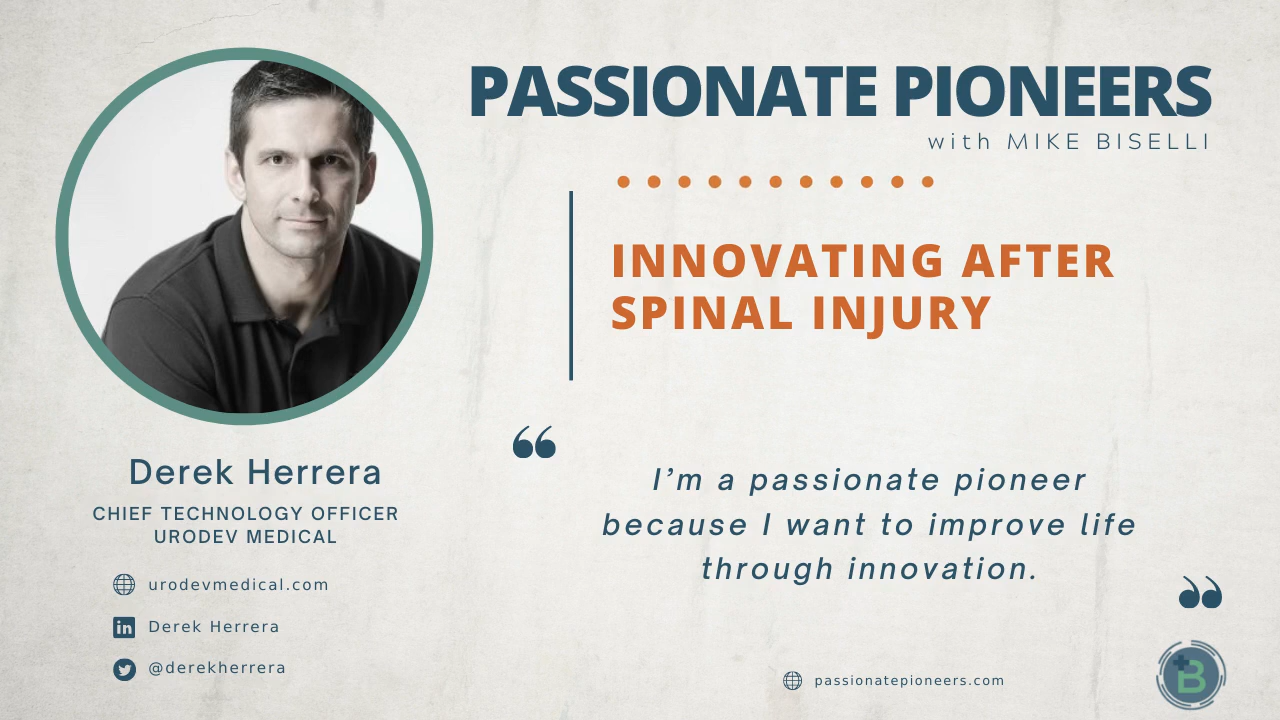 PASSIONATE PIONEERS
with MIKE BISELLI
INNOVATING AFTER
SPINAL INJURY
“
I’m a passionate pioneer
because I want to improve life
through innovation.
”
Derek Herrera
CHIEF TECHNOLOGY OFFICER
URODEV MEDICAL
urodevmedical.com
in Derek Herrera
@derekherrera
passionatepioneers.com
B